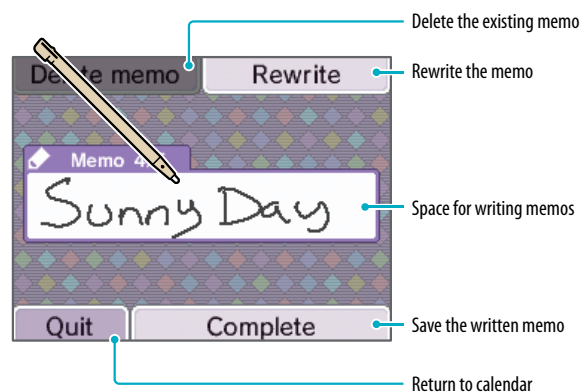 Delete the existing memo
Delete memo
Rewrite
Rewrite the memo
Memo
Sunny Day
Space for writing memos
Quit
Complete
Save the written memo
Return to calendar